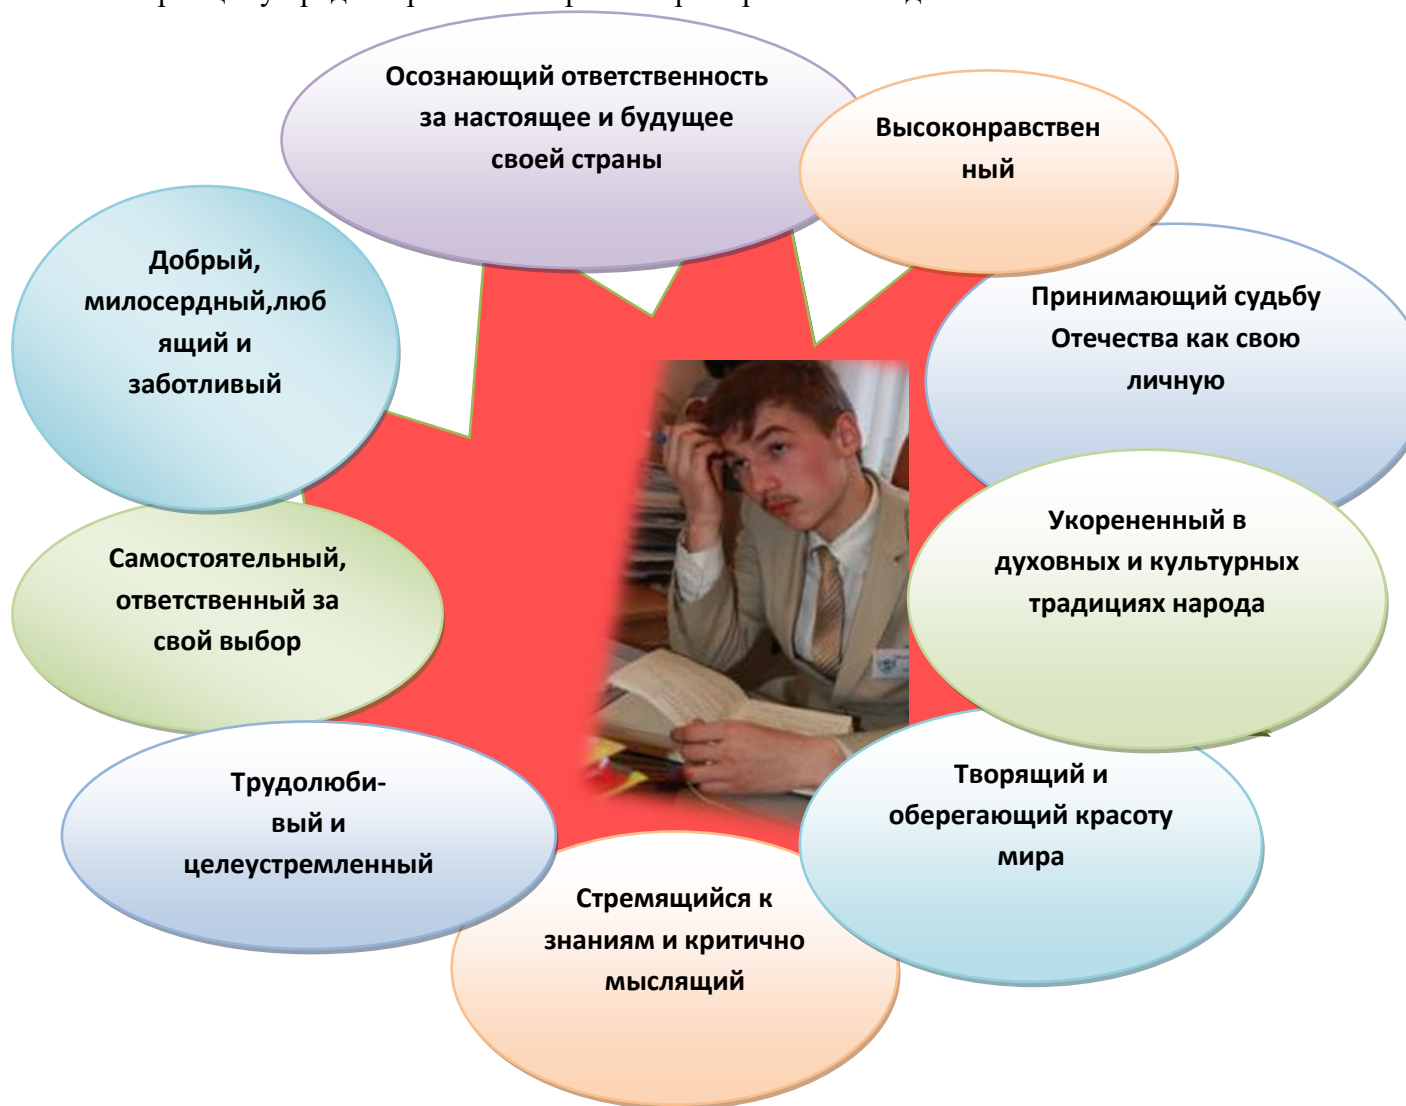 Осознающий ответственность
за настоящее и будущее
своей страны
Высоконравствен
ный
Принимающий судьбу
Отечества как свою
личную
Укорененный в
духовных и культурных
традициях народа
Творящий и
оберегающий красоту
мира
Стремящийся к
знаниям и критично
мыслящий
Трудолюби-
вый и
целеустремленный
Самостоятельный,
ответственный за
свой выбор
Добрый,
милосердный,люб
ящий и
заботливый